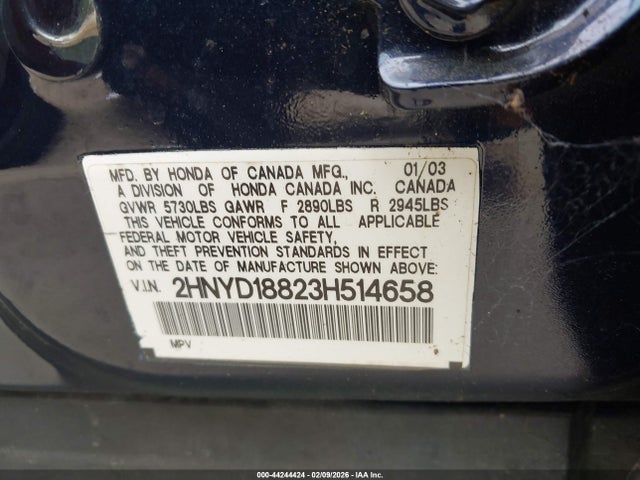 MFD. BY HONDA OF CANADA MFG., 01/03
A DIVISION OF HONDA CANADA INC. CANADA
GVWR 5730LBS GAWR F 2890LBS R 2945LBS
THIS VEHICLE CONFORMS TO ALL APPLICABLE
FEDERAL MOTOR VEHICLE SAFETY,
AND THEFT PREVENTION STANDARDS IN EFFECT
ON THE DATE OF MANUFACTURE SHOWN ABOVE:
V.I.N. 2HNYD18823H514658
MPV
000-44244424 - 02/09/2026 - IAA Inc.